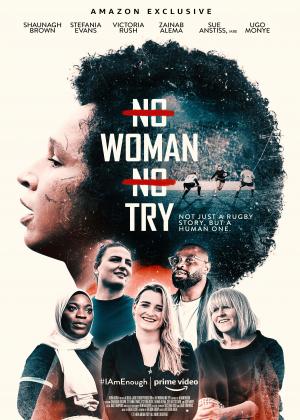 AMAZON EXCLUSIVE
SHAUNAGH BROWN STEFANIA EVANS VICTORIA RUSH ZAINAB ALEMA SUE ANSTISS, MBE UGO MONYE
NO
WOMAN
NO
TRY
NOT JUST A RUGBY
STORY, BUT A
HUMAN ONE.
#IAmEnough | prime video